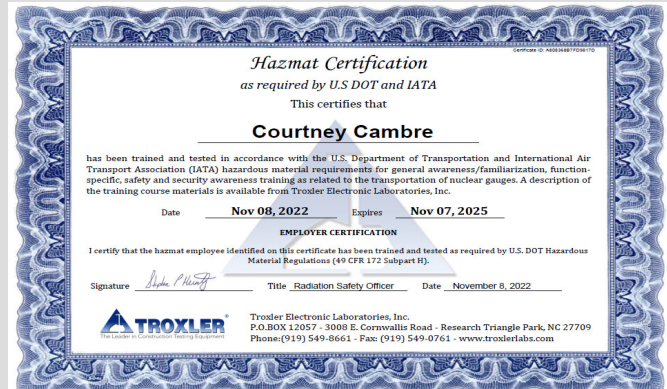 Hazmat Certification
as required by U.S DOT and IATA
This certifies that
Courtney Cambre
has been trained and tested in accordance with the U.S. Department of Transportation and International Air
Transport Association (IATA) hazardous material requirements for general awareness/familiarization, function-
specific, safety and security awareness training as related to the transportation of nuclear gauges. A description of
the training course materials is available from Troxler Electronic Laboratories, Inc.
Date Nov 08, 2022 Expires Nov 07, 2025
EMPLOYER CERTIFICATION
I certify that the hazmat employee identified on this certificate has been trained and tested as required by U.S. DOT Hazardous
Material Regulations (49 CFR 172 Subpart H).
Signature Title Radiation Safety Officer Date November 8, 2022
TROXLER®
The Leader in Construction Testing Equipment
Troxler Electronic Laboratories, Inc.
P.O.BOX 12057 - 3008 E. Cornwallis Road - Research Triangle Park, NC 27709
Phone:(919) 549-8661 - Fax: (919) 549-0761 - www.troxlerlabs.com